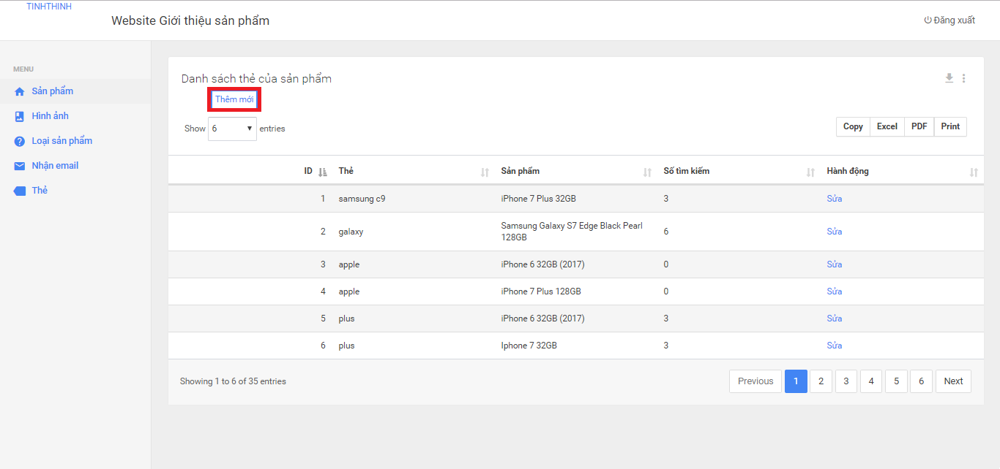 TINHTHINH
Website Giới thiệu sản phẩm
Đăng xuất
MENU
Sản phẩm
Hình ảnh
Loại sản phẩm
Nhận email
Thẻ
Danh sách thẻ của sản phẩm
Thêm mới
Show 6 entries
Copy Excel PDF Print
ID Thẻ Sản phẩm Số tìm kiếm Hành động
1 samsung c9 iPhone 7 Plus 32GB 3 Sửa
2 galaxy Samsung Galaxy S7 Edge Black Pearl 128GB 6 Sửa
3 apple iPhone 6 32GB (2017) 0 Sửa
4 apple iPhone 7 Plus 128GB 0 Sửa
5 plus iPhone 6 32GB (2017) 3 Sửa
6 plus Iphone 7 32GB 3 Sửa
Showing 1 to 6 of 35 entries
Previous 1 2 3 4 5 6 Next